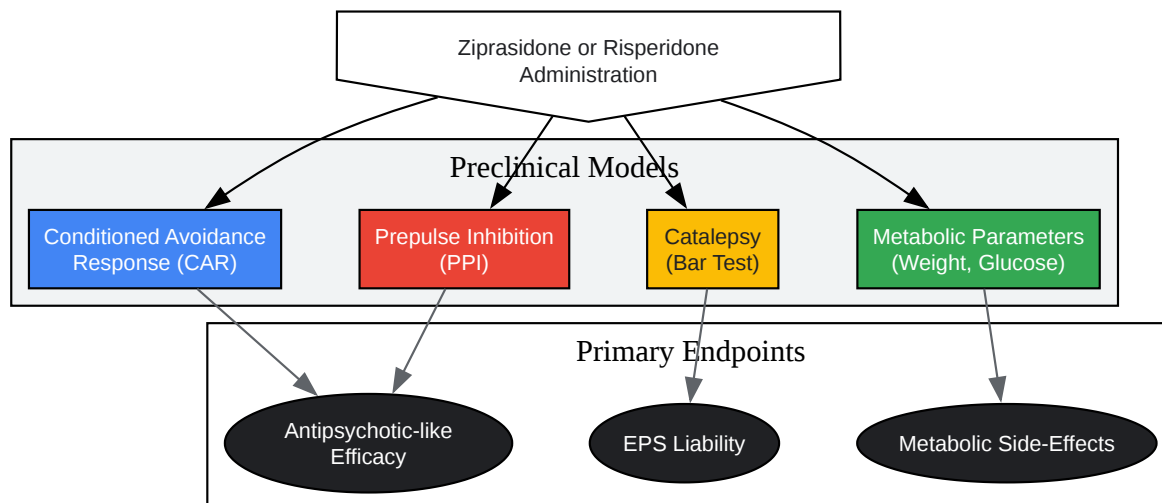 Ziprasidone or Risperidone
Administration
Preclinical Models
Conditioned Avoidance
Response (CAR)
Prepulse Inhibition
(PPI)
Catalepsy
(Bar Test)
Metabolic Parameters
(Weight, Glucose)
Primary Endpoints
Antipsychotic-like
Efficacy
EPS Liability
Metabolic Side-Effects